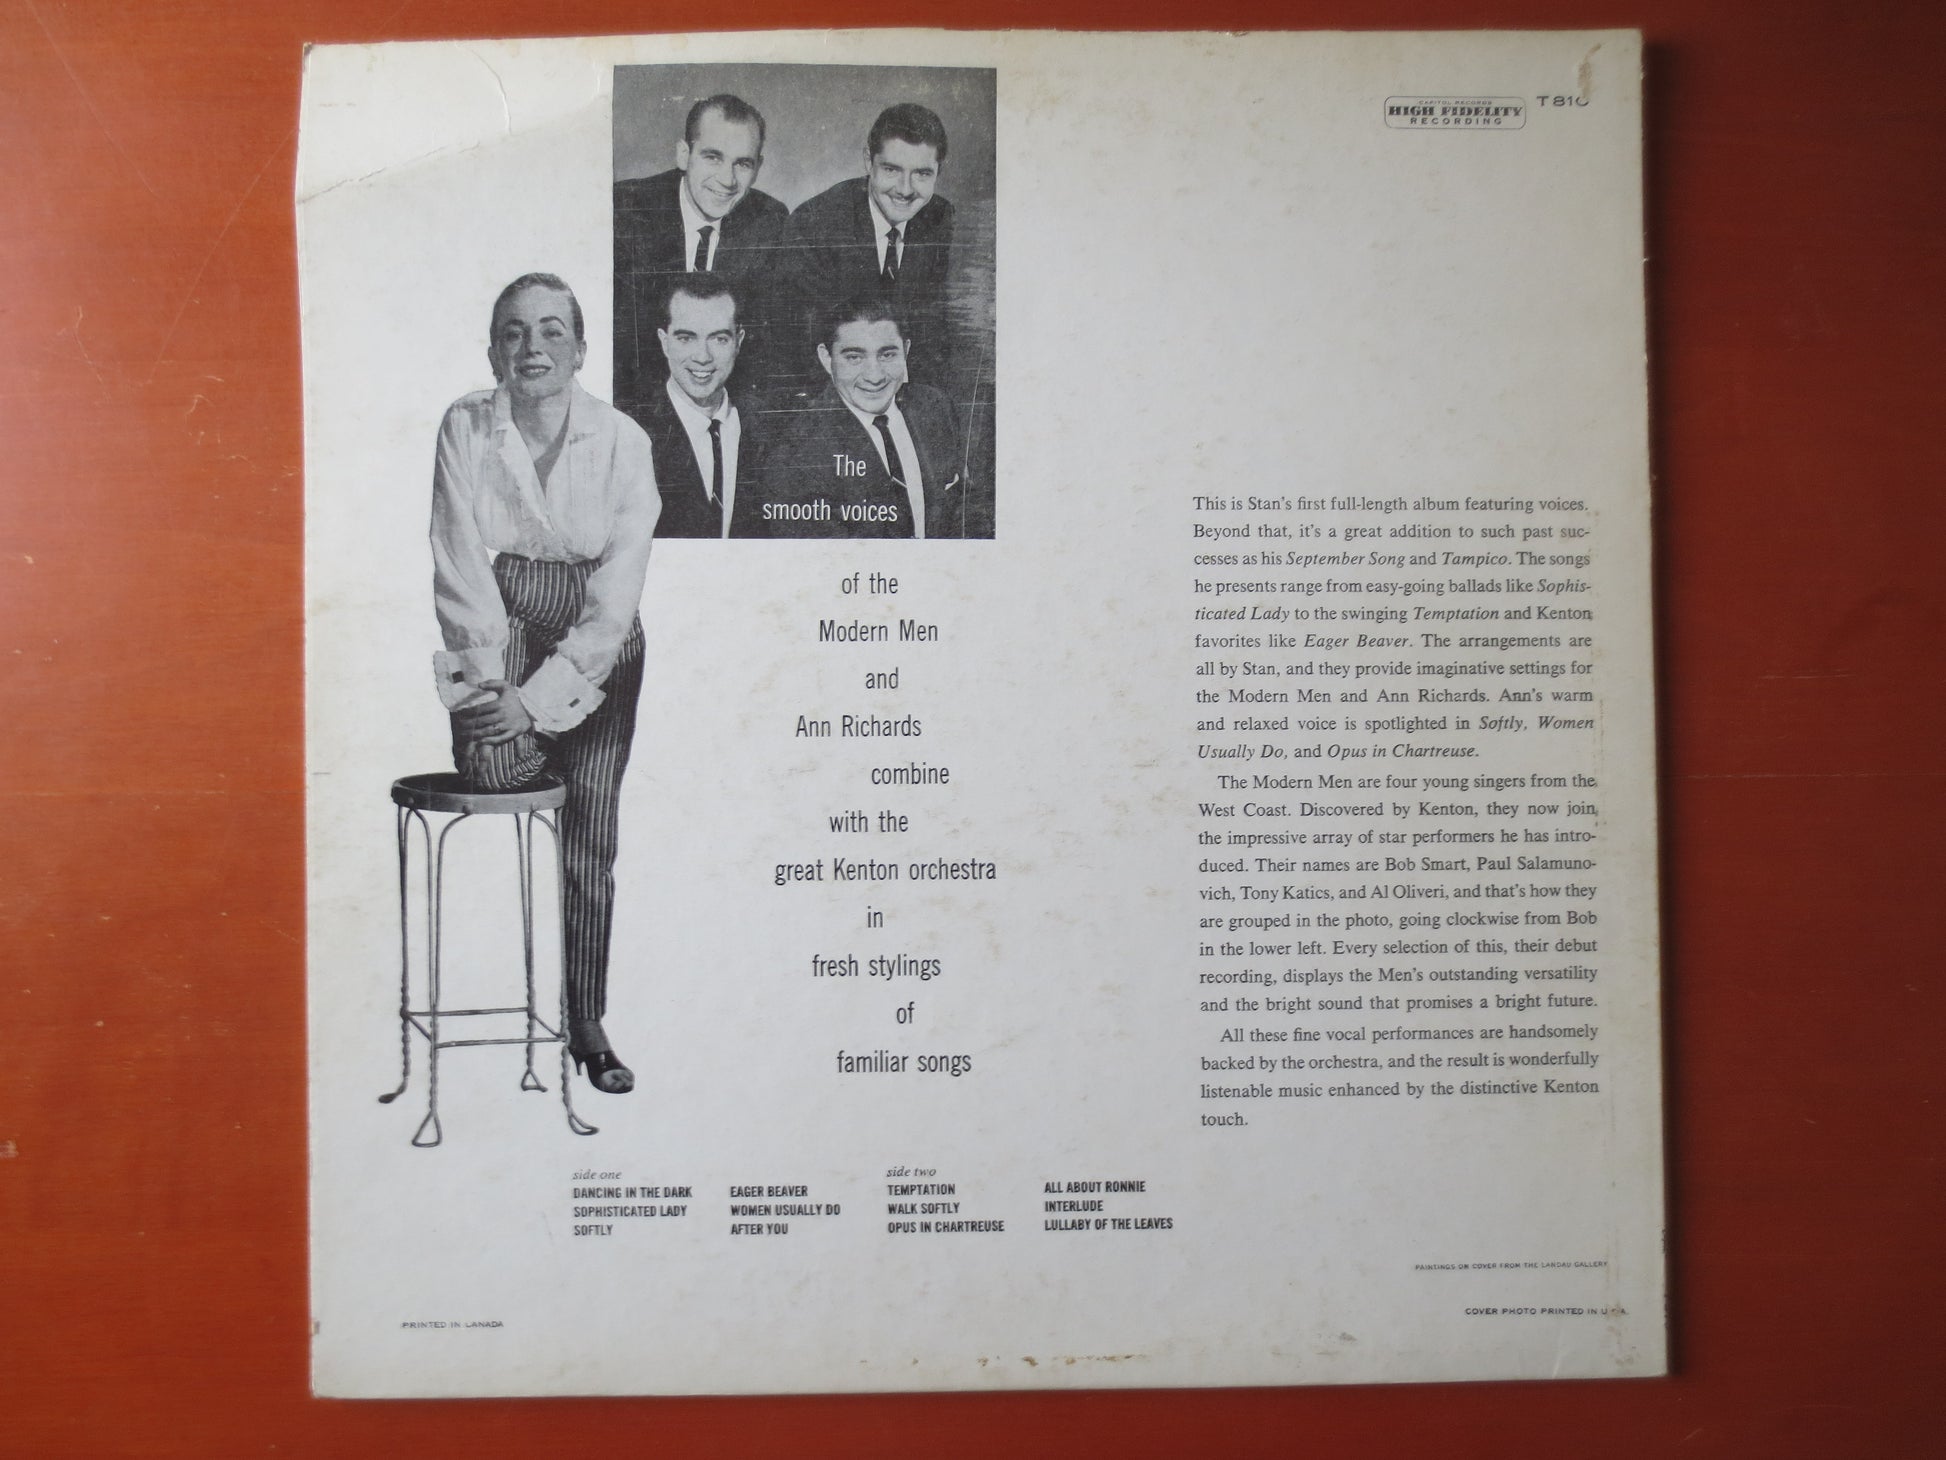 CAPITOL RECORDS
HIGH FIDELITY
RECORDING
T 810
The
smooth voices
of the
Modern Men
and
Ann Richards
combine
with the
great Kenton orchestra
in
fresh stylings
of
familiar songs
This is Stan's first full-length album featuring voices.
Beyond that, it's a great addition to such past suc-
cesses as his September Song and Tampico. The songs
he presents range from easy-going ballads like Sophis-
ticated Lady to the swinging Temptation and Kenton
favorites like Eager Beaver. The arrangements are
all by Stan, and they provide imaginative settings for
the Modern Men and Ann Richards. Ann's warm
and relaxed voice is spotlighted in Softly, Women
Usually Do, and Opus in Chartreuse.
The Modern Men are four young singers from the
West Coast. Discovered by Kenton, they now join
the impressive array of star performers he has intro-
duced. Their names are Bob Smart, Paul Salamuno-
vich, Tony Katics, and Al Oliveri, and that's how they
are grouped in the photo, going clockwise from Bob
in the lower left. Every selection of this, their debut
recording, displays the Men's outstanding versatility
and the bright sound that promises a bright future.
All these fine vocal performances are handsomely
backed by the orchestra, and the result is wonderfully
listenable music enhanced by the distinctive Kenton
touch.
side one
DANCING IN THE DARK
SOPHISTICATED LADY
SOFTLY
EAGER BEAVER
WOMEN USUALLY DO
AFTER YOU
side two
TEMPTATION
WALK SOFTLY
OPUS IN CHARTREUSE
ALL ABOUT RONNIE
INTERLUDE
LULLABY OF THE LEAVES
PAINTINGS ON COVER FROM THE LANDAU GALLERY
COVER PHOTO PRINTED IN U.S.A.
PRINTED IN CANADA